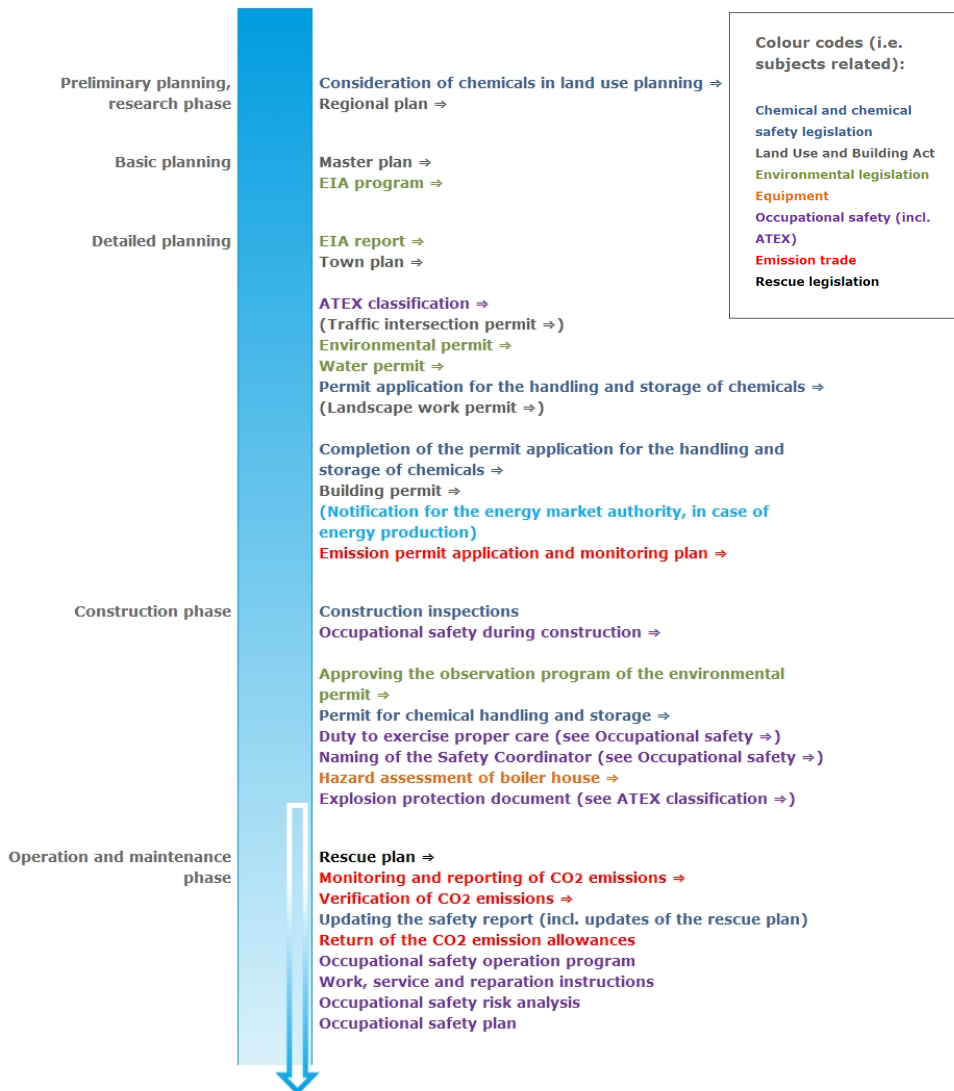 Colour codes (i.e.
subjects related):
Chemical and chemical
safety legislation
Land Use and Building Act
Environmental legislation
Equipment
Occupational safety (incl.
ATEX)
Emission trade
Rescue legislation
Preliminary planning,
research phase
Consideration of chemicals in land use planning ⇒
Regional plan ⇒
Basic planning
Master plan ⇒
EIA program ⇒
Detailed planning
EIA report ⇒
Town plan ⇒
ATEX classification ⇒
(Traffic intersection permit ⇒)
Environmental permit ⇒
Water permit ⇒
Permit application for the handling and storage of chemicals ⇒
(Landscape work permit ⇒)
Completion of the permit application for the handling and
storage of chemicals ⇒
Building permit ⇒
(Notification for the energy market authority, in case of
energy production)
Emission permit application and monitoring plan ⇒
Construction phase
Construction inspections
Occupational safety during construction ⇒
Approving the observation program of the environmental
permit ⇒
Permit for chemical handling and storage ⇒
Duty to exercise proper care (see Occupational safety ⇒)
Naming of the Safety Coordinator (see Occupational safety ⇒)
Hazard assessment of boiler house ⇒
Explosion protection document (see ATEX classification ⇒)
Operation and maintenance
phase
Rescue plan ⇒
Monitoring and reporting of CO2 emissions ⇒
Verification of CO2 emissions ⇒
Updating the safety report (incl. updates of the rescue plan)
Return of the CO2 emission allowances
Occupational safety operation program
Work, service and reparation instructions
Occupational safety risk analysis
Occupational safety plan